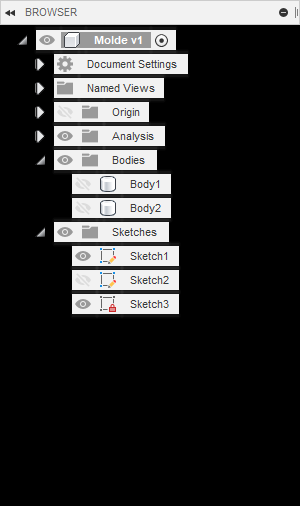 BROWSER
Molde v1
Document Settings
Named Views
Origin
Analysis
Bodies
Body1
Body2
Sketches
Sketch1
Sketch2
Sketch3